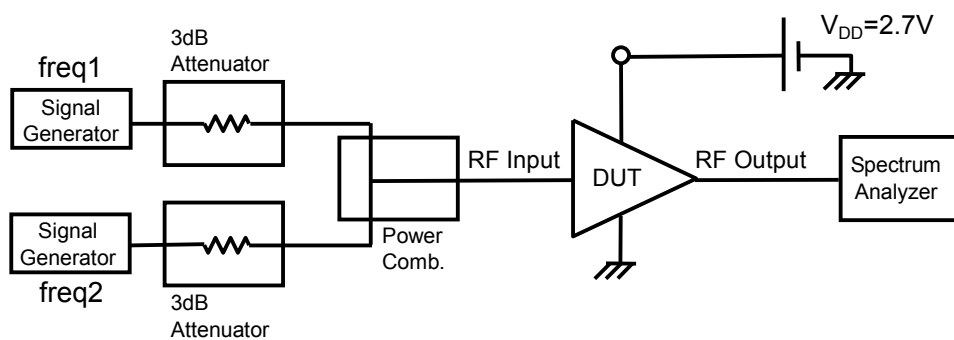 freq1
Signal
Generator
3dB
Attenuator
Signal
Generator
freq2
3dB
Attenuator
Power
Comb.
RF Input
DUT
RF Output
V_DD=2.7V
Spectrum
Analyzer